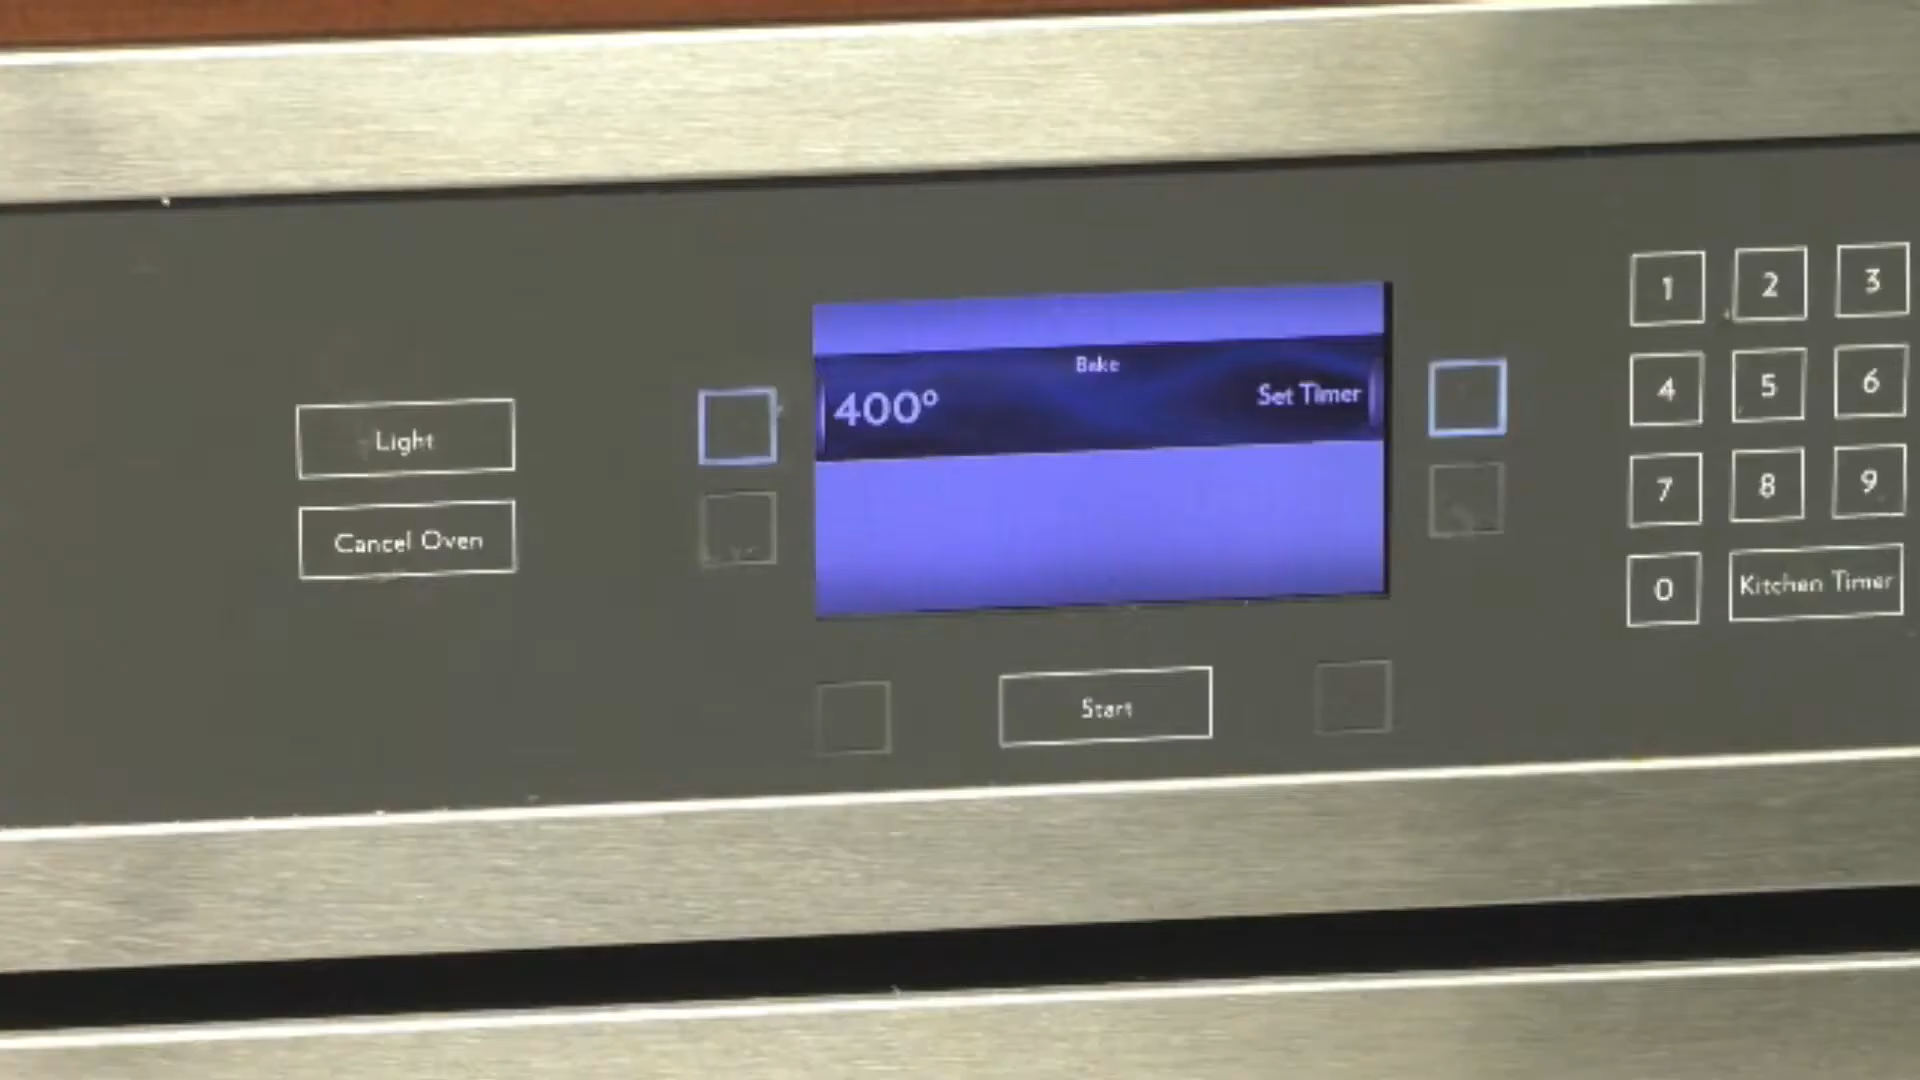 Bake
400°
Set Timer
Light
Cancel Oven
Start
1 2 3
4 5 6
7 8 9
0 Kitchen Timer